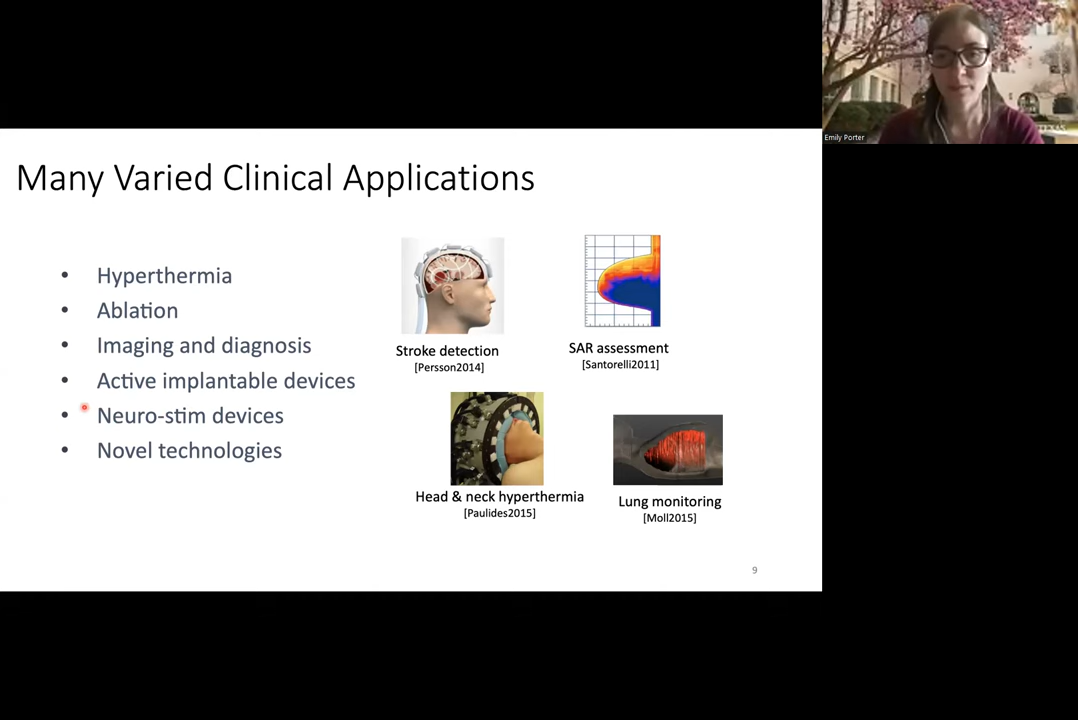 Emily Porter
Many Varied Clinical Applications
• Hyperthermia
• Ablation
• Imaging and diagnosis
• Active implantable devices
• Neuro-stim devices
• Novel technologies
Stroke detection
[Persson2014]
SAR assessment
[Santorelli2011]
Head & neck hyperthermia
[Paulides2015]
Lung monitoring
[Moll2015]
9